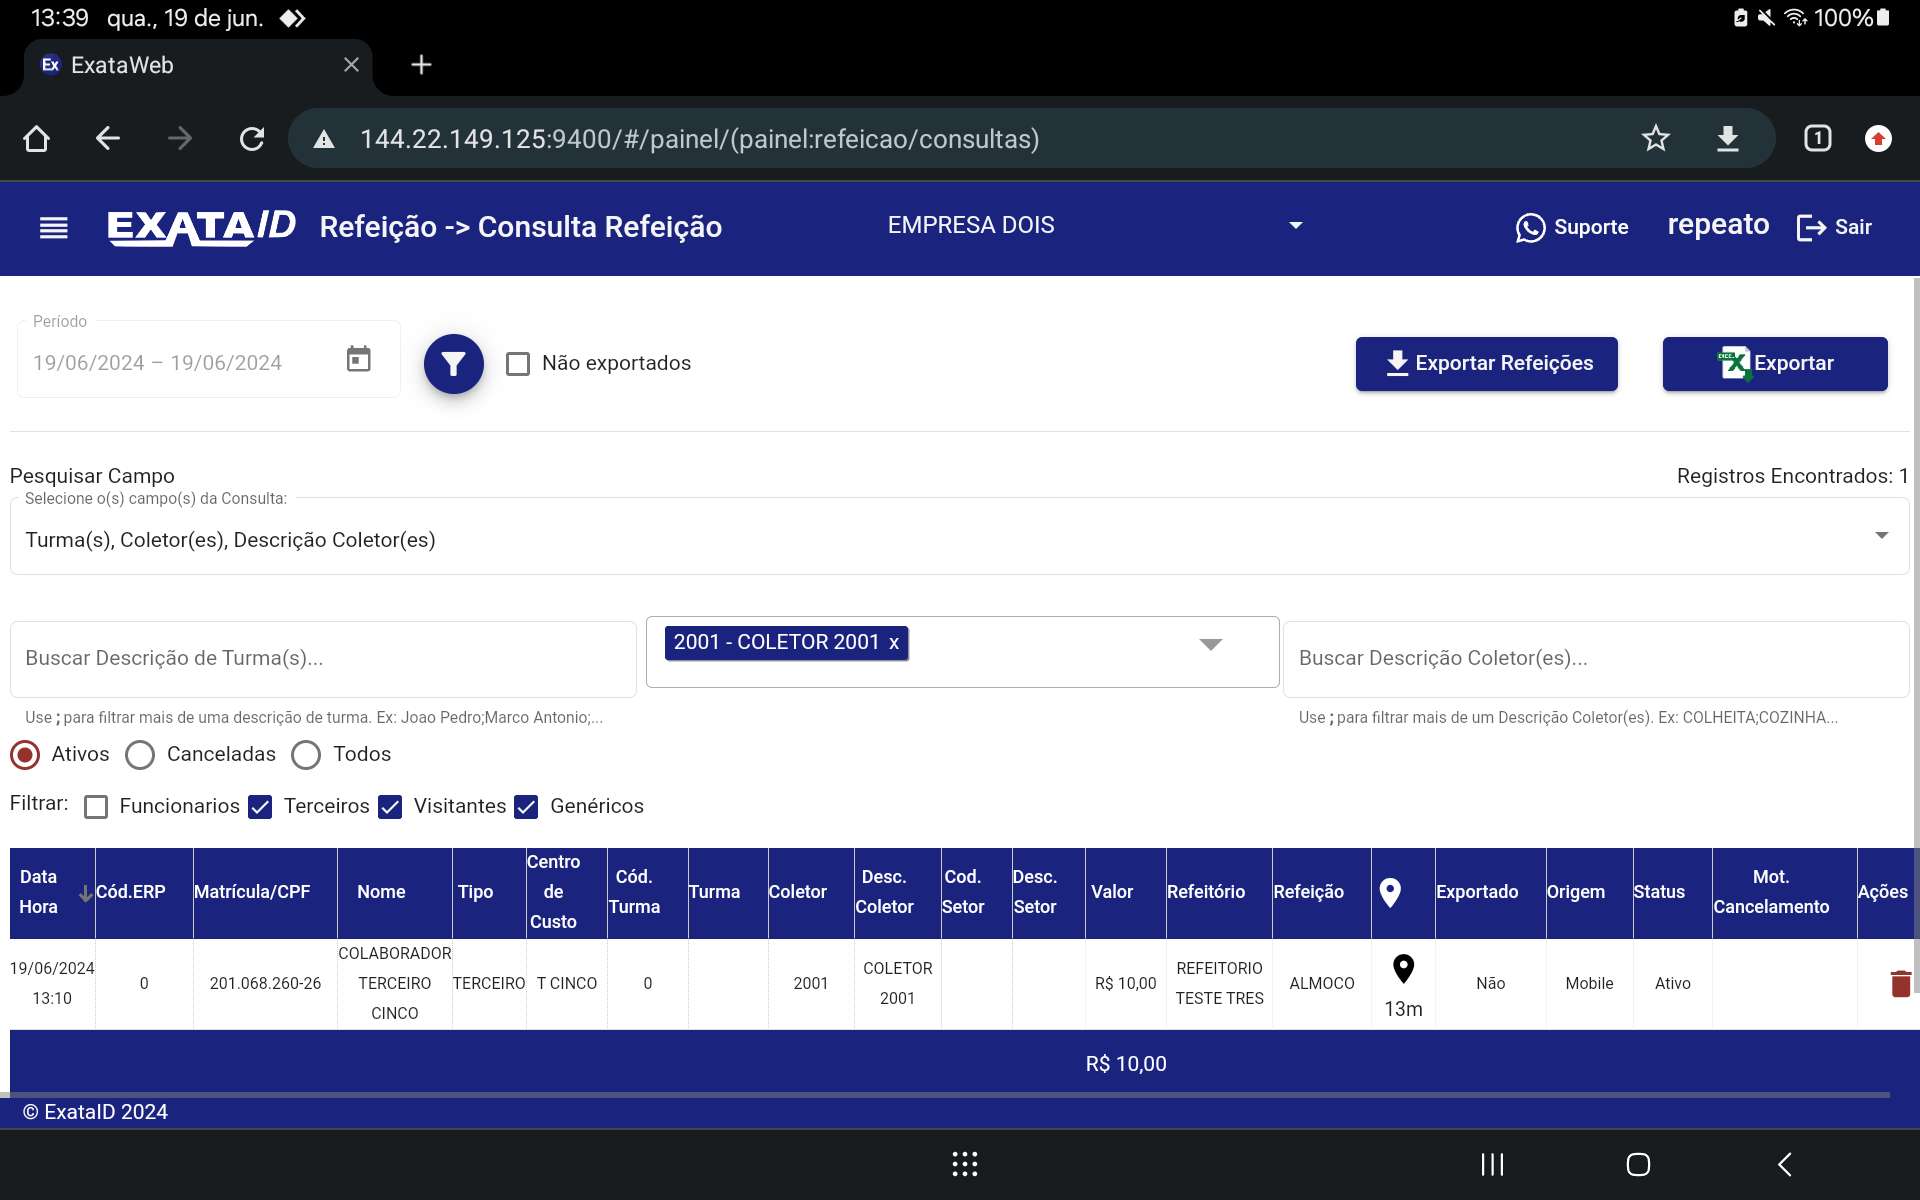 13:39 qua., 19 de jun. 100%
Ex ExataWeb
144.22.149.125:9400/#/painel/(painel:refeicao/consultas) 1
EXATAID Refeição -> Consulta Refeição EMPRESA DOIS Suporte repeato Sair
Período
19/06/2024 – 19/06/2024 Não exportados Exportar Refeições Exportar
Pesquisar Campo Registros Encontrados: 1
Selecione o(s) campo(s) da Consulta:
Turma(s), Coletor(es), Descrição Coletor(es)
Buscar Descrição de Turma(s)... 2001 - COLETOR 2001 x Buscar Descrição Coletor(es)...
Use ; para filtrar mais de uma descrição de turma. Ex: Joao Pedro;Marco Antonio;... Use ; para filtrar mais de um Descrição Coletor(es). Ex: COLHEITA;COZINHA...
Ativos Canceladas Todos
Filtrar: Funcionarios Terceiros Visitantes Genéricos
Data Hora Cód.ERP Matrícula/CPF Nome Tipo Centro de Custo Cód. Turma Turma Coletor Desc. Coletor Cod. Setor Desc. Setor Valor Refeitório Refeição Exportado Origem Status Mot. Cancelamento Ações
19/06/2024 13:10 0 201.068.260-26 COLABORADOR TERCEIRO CINCO TERCEIRO T CINCO 0 2001 COLETOR 2001 R$ 10,00 REFEITORIO TESTE TRES ALMOCO 13m Não Mobile Ativo
R$ 10,00
© ExataID 2024